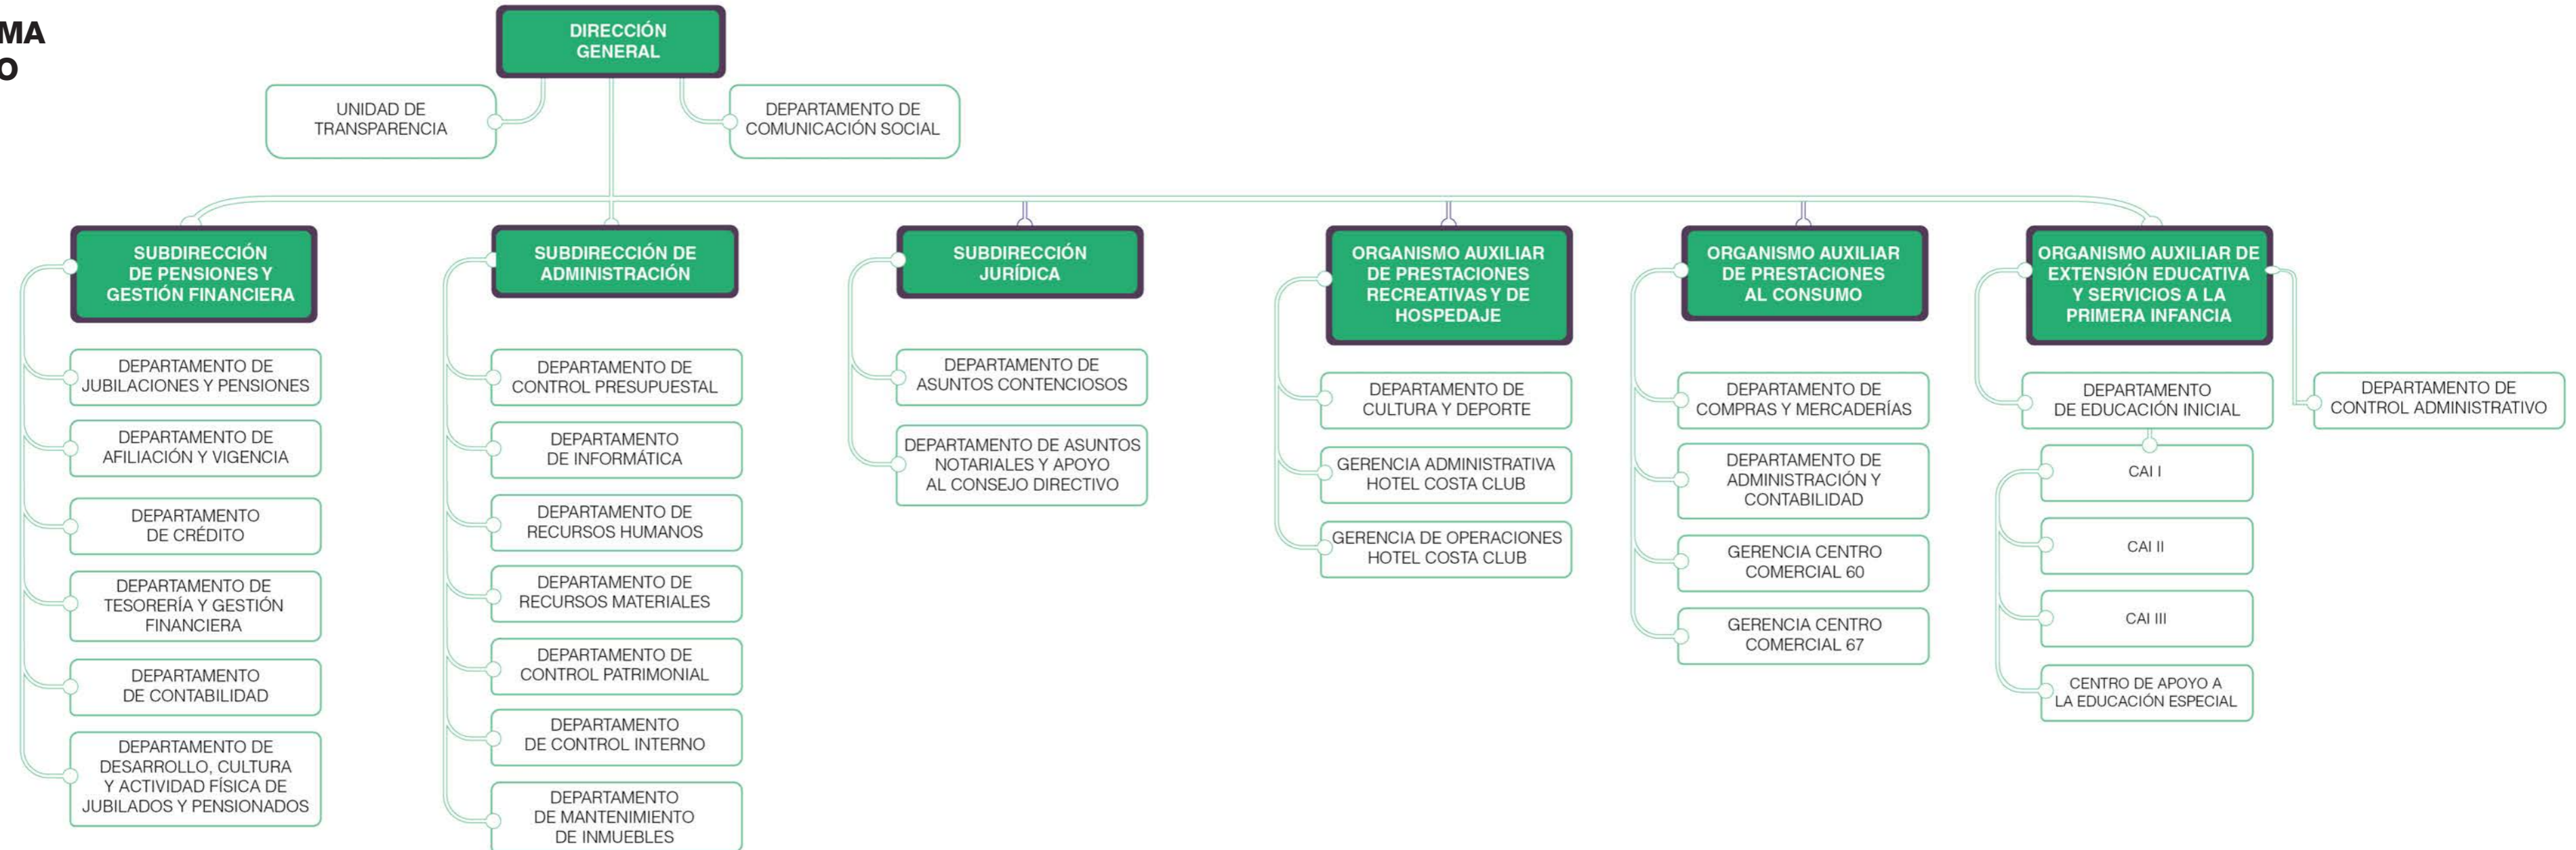 MA
O
DIRECCIÓN
GENERAL
UNIDAD DE
TRANSPARENCIA
DEPARTAMENTO DE
COMUNICACIÓN SOCIAL
SUBDIRECCIÓN
DE PENSIONES Y
GESTIÓN FINANCIERA
DEPARTAMENTO DE
JUBILACIONES Y PENSIONES
DEPARTAMENTO DE
AFILIACIÓN Y VIGENCIA
DEPARTAMENTO
DE CRÉDITO
DEPARTAMENTO DE
TESORERÍA Y GESTIÓN
FINANCIERA
DEPARTAMENTO
DE CONTABILIDAD
DEPARTAMENTO DE
DESARROLLO, CULTURA
Y ACTIVIDAD FÍSICA DE
JUBILADOS Y PENSIONADOS
SUBDIRECCIÓN DE
ADMINISTRACIÓN
DEPARTAMENTO DE
CONTROL PRESUPUESTAL
DEPARTAMENTO
DE INFORMÁTICA
DEPARTAMENTO DE
RECURSOS HUMANOS
DEPARTAMENTO DE
RECURSOS MATERIALES
DEPARTAMENTO DE
CONTROL PATRIMONIAL
DEPARTAMENTO
DE CONTROL INTERNO
DEPARTAMENTO
DE MANTENIMIENTO
DE INMUEBLES
SUBDIRECCIÓN
JURÍDICA
DEPARTAMENTO DE
ASUNTOS CONTENCIOSOS
DEPARTAMENTO DE ASUNTOS
NOTARIALES Y APOYO
AL CONSEJO DIRECTIVO
ORGANISMO AUXILIAR
DE PRESTACIONES
RECREATIVAS Y DE
HOSPEDAJE
DEPARTAMENTO DE
CULTURA Y DEPORTE
GERENCIA ADMINISTRATIVA
HOTEL COSTA CLUB
GERENCIA DE OPERACIONES
HOTEL COSTA CLUB
ORGANISMO AUXILIAR
DE PRESTACIONES
AL CONSUMO
DEPARTAMENTO DE
COMPRAS Y MERCADERÍAS
DEPARTAMENTO DE
ADMINISTRACIÓN Y
CONTABILIDAD
GERENCIA CENTRO
COMERCIAL 60
GERENCIA CENTRO
COMERCIAL 67
ORGANISMO AUXILIAR DE
EXTENSIÓN EDUCATIVA
Y SERVICIOS A LA
PRIMERA INFANCIA
DEPARTAMENTO
DE EDUCACIÓN INICIAL
CAI I
CAI II
CAI III
CENTRO DE APOYO A
LA EDUCACIÓN ESPECIAL
DEPARTAMENTO DE
CONTROL ADMINISTRATIVO